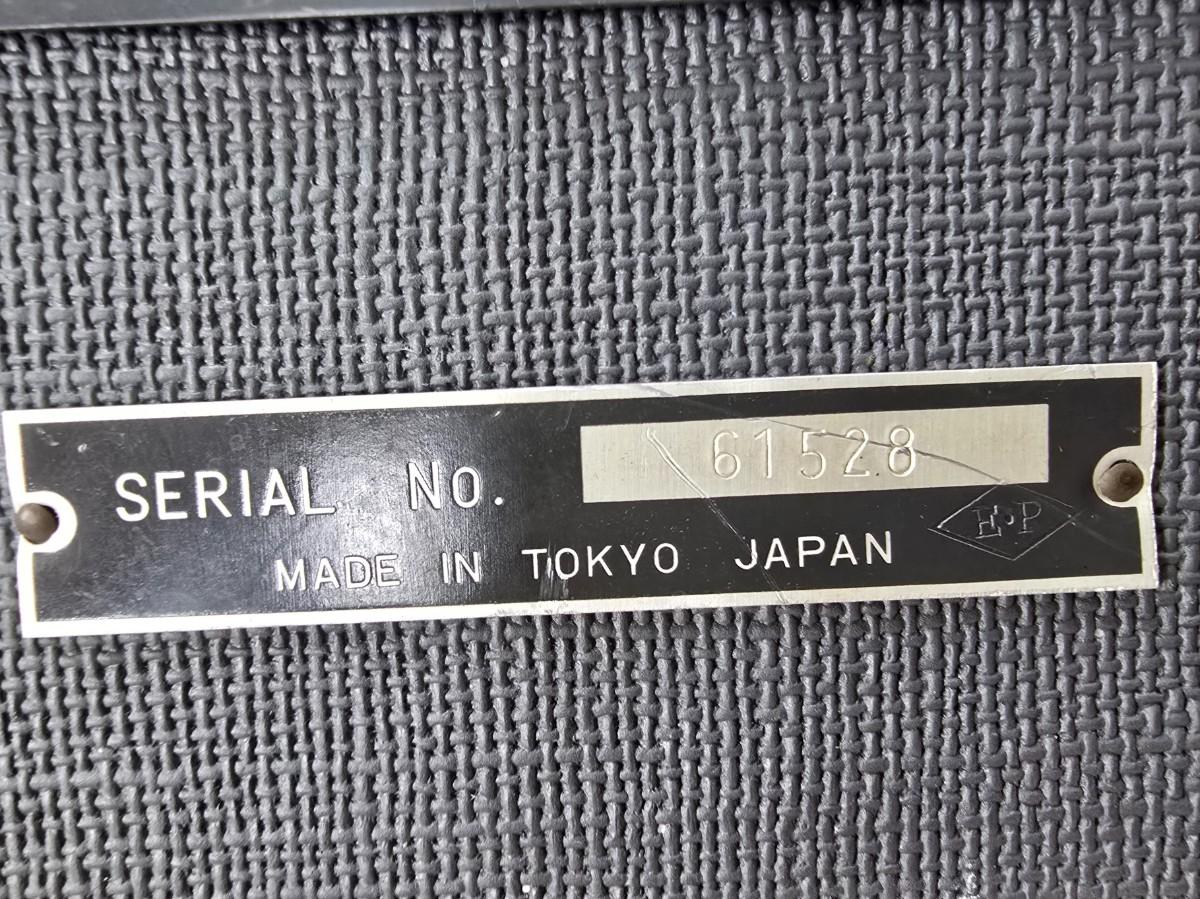 SERIAL No. 61528
MADE IN TOKYO JAPAN
E·P